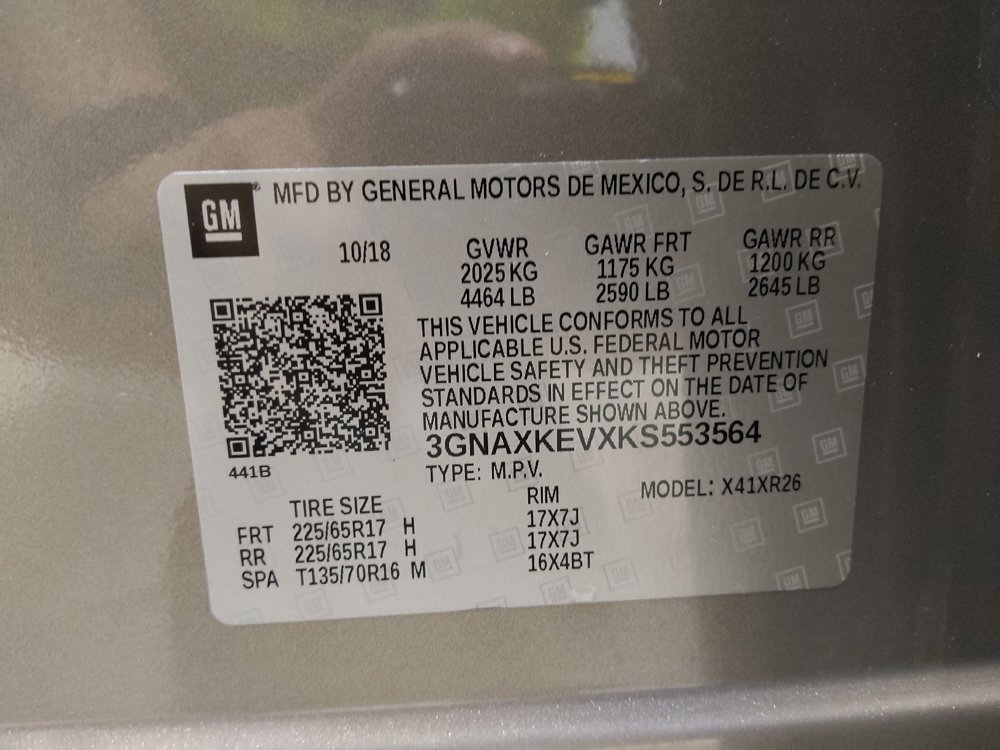 GM® MFD BY GENERAL MOTORS DE MEXICO, S. DE R.L. DE C.V.
10/18 GVWR GAWR FRT GAWR RR
2025 KG 1175 KG 1200 KG
4464 LB 2590 LB 2645 LB
THIS VEHICLE CONFORMS TO ALL
APPLICABLE U.S. FEDERAL MOTOR
VEHICLE SAFETY AND THEFT PREVENTION
STANDARDS IN EFFECT ON THE DATE OF
MANUFACTURE SHOWN ABOVE.
3GNAXKEVXKS553564
441B
TYPE: M.P.V.
MODEL: X41XR26
TIRE SIZE RIM
FRT 225/65R17 H 17X7J
RR 225/65R17 H 17X7J
SPA T135/70R16 M 16X4BT